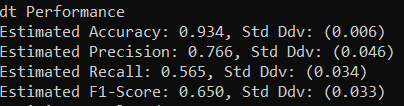 dt Performance
Estimated Accuracy: 0.934, Std Ddv: (0.006)
Estimated Precision: 0.766, Std Ddv: (0.046)
Estimated Recall: 0.565, Std Ddv: (0.034)
Estimated F1-Score: 0.650, Std Ddv: (0.033)